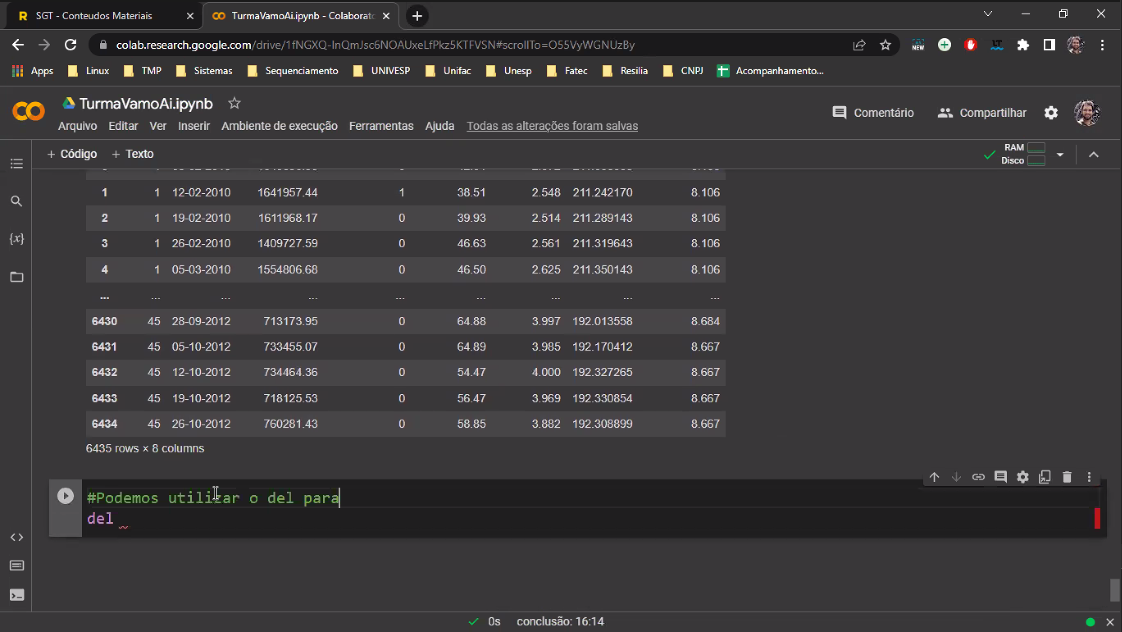 SGT - Conteudos Materiais
TurmaVamoAi.ipynb - Colaborato
colab.research.google.com/drive/1fNGXQ-InQmJsc6NOAUxeLfPkz5KTFVSN#scrollTo=O55VyWGNUzBy
Apps Linux TMP Sistemas Sequenciamento UNIVESP Unifac Unesp Fatec Resilia CNPJ Acompanhamento...
TurmaVamoAi.ipynb
Comentário Compartilhar
Arquivo Editar Ver Inserir Ambiente de execução Ferramentas Ajuda Todas as alterações foram salvas
+ Código + Texto
RAM
Disco
1 1 12-02-2010 1641957.44 1 38.51 2.548 211.242170 8.106
2 1 19-02-2010 1611968.17 0 39.93 2.514 211.289143 8.106
3 1 26-02-2010 1409727.59 0 46.63 2.561 211.319643 8.106
4 1 05-03-2010 1554806.68 0 46.50 2.625 211.350143 8.106
... ... ... ... ... ... ... ... ...
6430 45 28-09-2012 713173.95 0 64.88 3.997 192.013558 8.684
6431 45 05-10-2012 733455.07 0 64.89 3.985 192.170412 8.667
6432 45 12-10-2012 734464.36 0 54.47 4.000 192.327265 8.667
6433 45 19-10-2012 718125.53 0 56.47 3.969 192.330854 8.667
6434 45 26-10-2012 760281.43 0 58.85 3.882 192.308899 8.667
6435 rows × 8 columns
#Podemos utilizar o del para
del
0s conclusão: 16:14